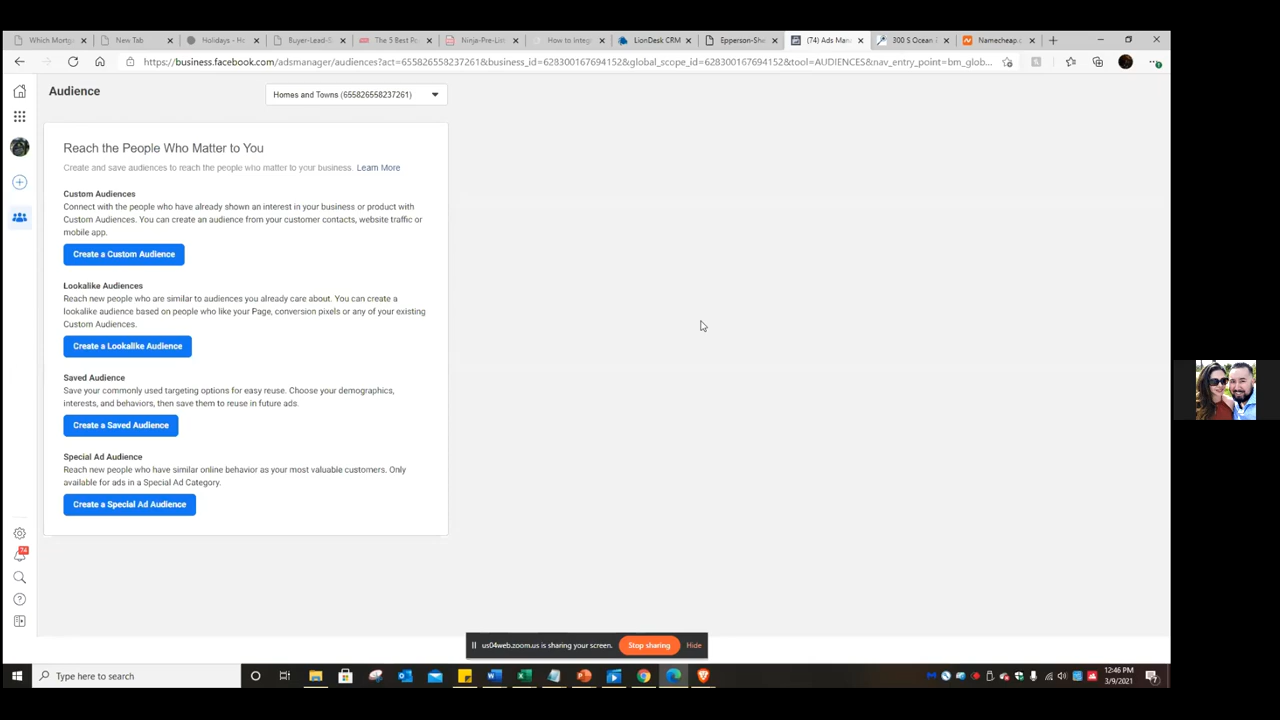 Which Mortg
New Tab
Holidays - Ho
Buyer-Lead-S
The 5 Best Po
Ninja-Pre-Lin
How to Integ
LionDesk CRM
Epperson-She
(74) Ads Man
300 S Ocean
Namecheap.c
https://business.facebook.com/adsmanager/audiences?act=655826558237261&business_id=628300167694152&global_scope_id=628300167694152&tool=AUDIENCES&nav_entry_point=bm_glob...
Audience
Homes and Towns (655826558237261)
Reach the People Who Matter to You
Create and save audiences to reach the people who matter to your business. Learn More
Custom Audiences
Connect with the people who have already shown an interest in your business or product with
Custom Audiences. You can create an audience from your customer contacts, website traffic or
mobile app.
Create a Custom Audience
Lookalike Audiences
Reach new people who are similar to audiences you already care about. You can create a
lookalike audience based on people who like your Page, conversion pixels or any of your existing
Custom Audiences.
Create a Lookalike Audience
Saved Audience
Save your commonly used targeting options for easy reuse. Choose your demographics,
interests, and behaviors, then save them to reuse in future ads.
Create a Saved Audience
Special Ad Audience
Reach new people who have similar online behavior as your most valuable customers. Only
available for ads in a Special Ad Category.
Create a Special Ad Audience
74
us04web.zoom.us is sharing your screen.
Stop sharing
Hide
Type here to search
12:46 PM
3/9/2021